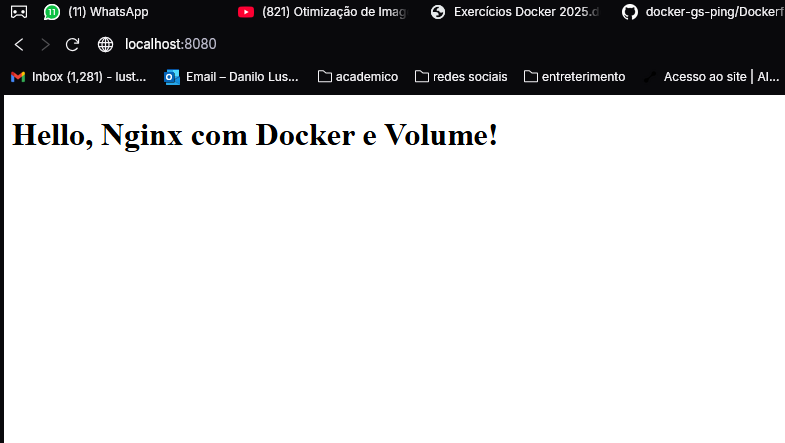 (11) WhatsApp (821) Otimização de Imag Exercícios Docker 2025.d docker-gs-ping/Dockerf
localhost:8080
Inbox (1,281) - lust... Email – Danilo Lus... academico redes sociais entreterimento Acesso ao site | Al...
Hello, Nginx com Docker e Volume!